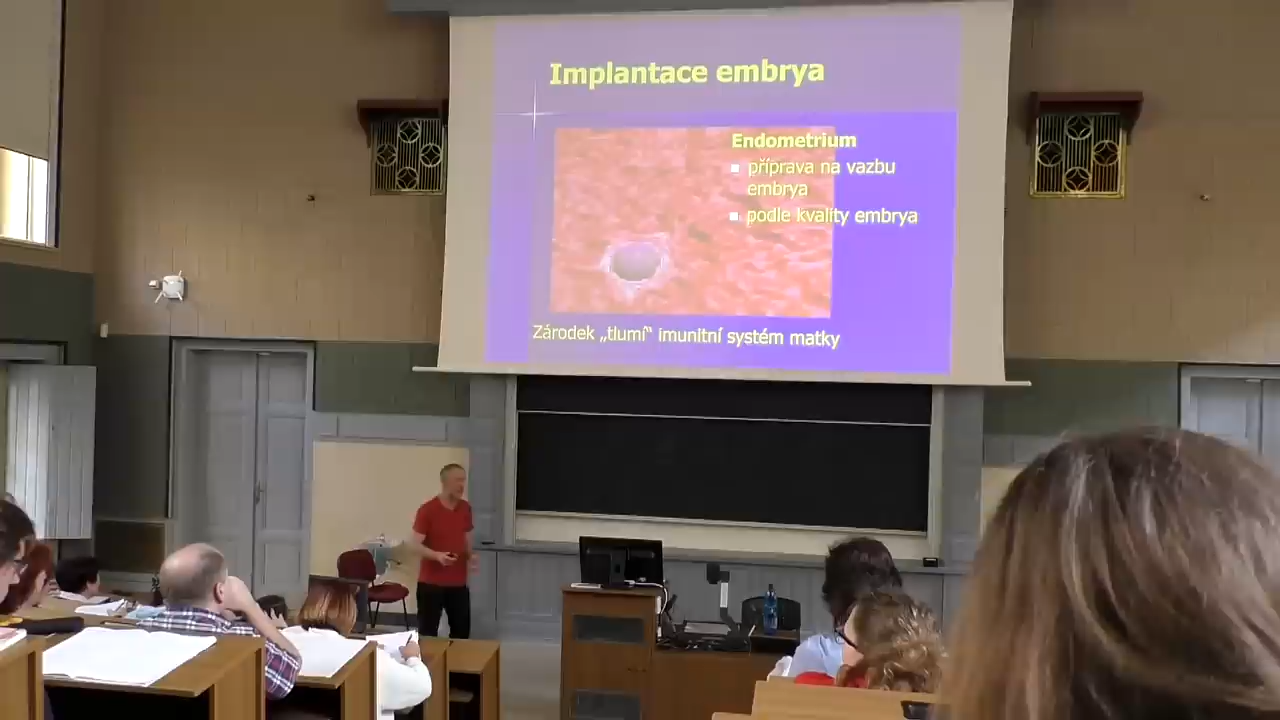 Implantace embrya
Endometrium
příprava na vazbu
embrya
podle kvality embrya
Zárodek „tlumí“ imunitní systém matky